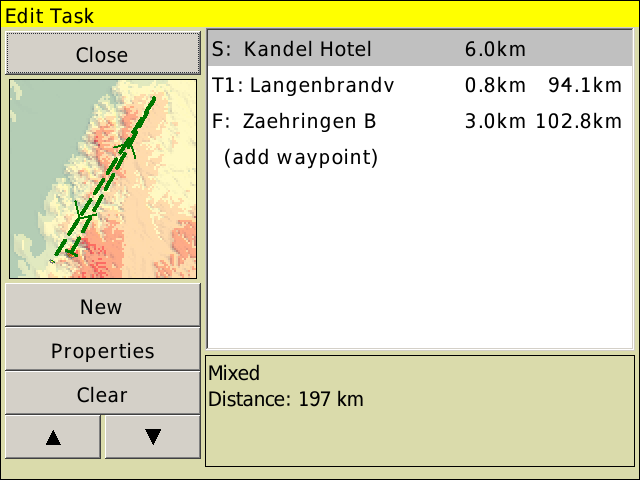 Edit Task
Close
S: Kandel Hotel 6.0km
T1: Langenbrandv 0.8km 94.1km
F: Zaehringen B 3.0km 102.8km
(add waypoint)
New
Properties
Clear
▲ ▼
Mixed
Distance: 197 km